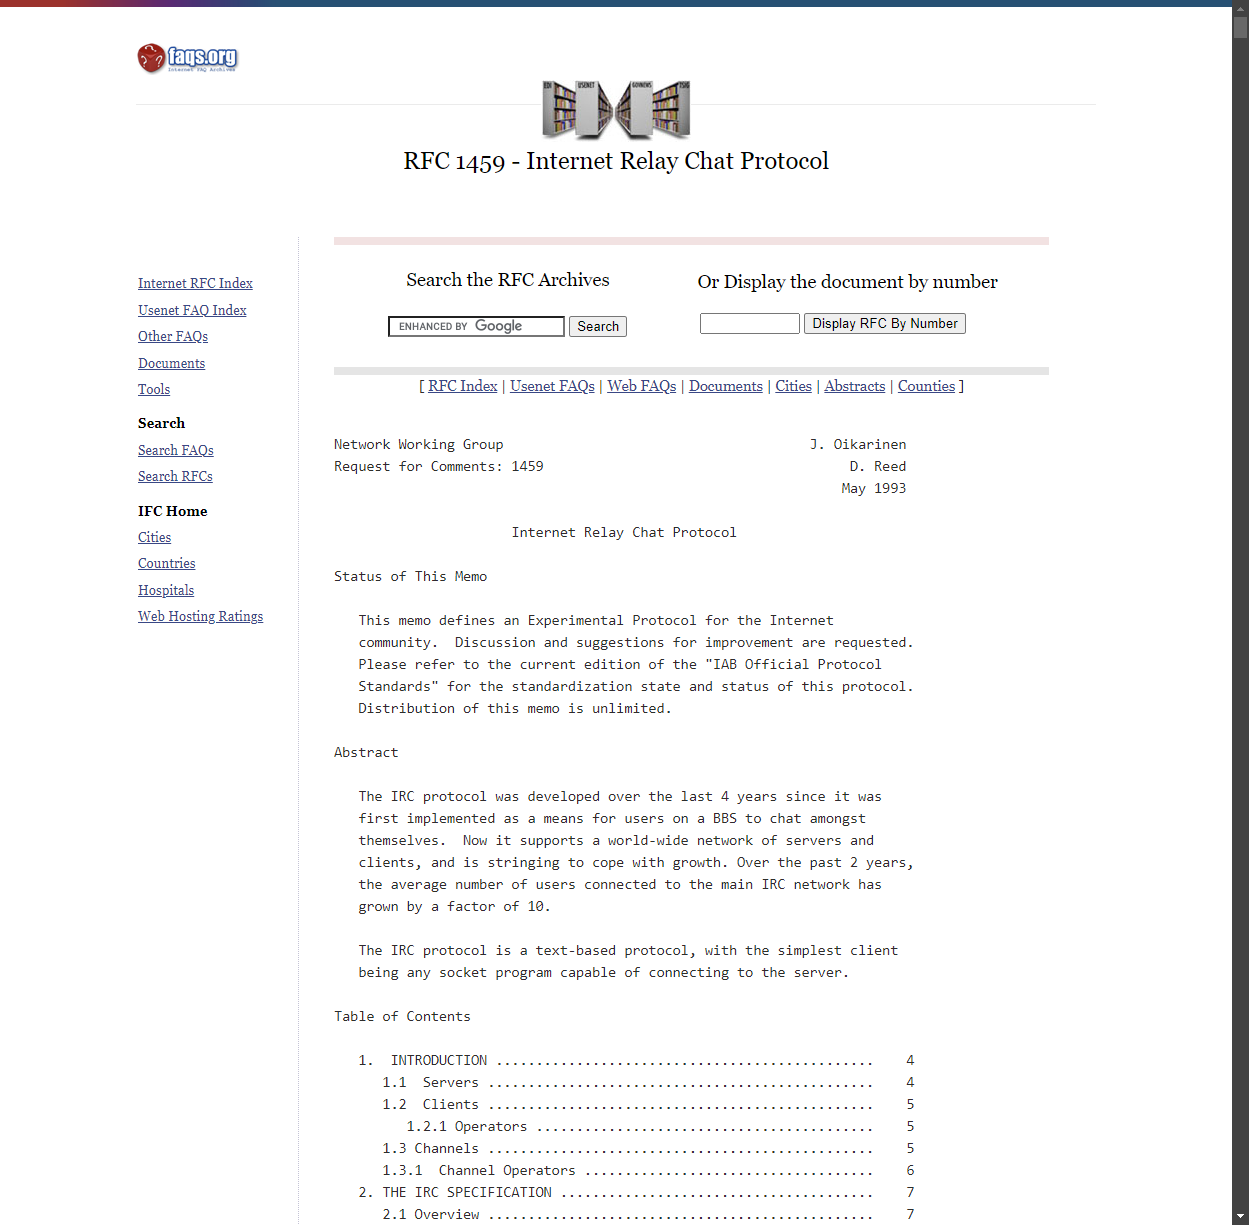 faqs.org
Internet FAQ Archives
EDI USENET GOVNEWS TSIG
RFC 1459 - Internet Relay Chat Protocol
Internet RFC Index
Usenet FAQ Index
Other FAQs
Documents
Tools
Search
Search FAQs
Search RFCs
IFC Home
Cities
Countries
Hospitals
Web Hosting Ratings
Search the RFC Archives
ENHANCED BY Google Search
Or Display the document by number
Display RFC By Number
[ RFC Index | Usenet FAQs | Web FAQs | Documents | Cities | Abstracts | Counties ]
Network Working Group J. Oikarinen
Request for Comments: 1459 D. Reed
May 1993
Internet Relay Chat Protocol
Status of This Memo
This memo defines an Experimental Protocol for the Internet
community.  Discussion and suggestions for improvement are requested.
Please refer to the current edition of the "IAB Official Protocol
Standards" for the standardization state and status of this protocol.
Distribution of this memo is unlimited.
Abstract
The IRC protocol was developed over the last 4 years since it was
first implemented as a means for users on a BBS to chat amongst
themselves.  Now it supports a world-wide network of servers and
clients, and is stringing to cope with growth. Over the past 2 years,
the average number of users connected to the main IRC network has
grown by a factor of 10.
The IRC protocol is a text-based protocol, with the simplest client
being any socket program capable of connecting to the server.
Table of Contents
1.  INTRODUCTION ............................................... 4
1.1  Servers ................................................ 4
1.2  Clients ................................................ 5
1.2.1 Operators .......................................... 5
1.3 Channels ................................................ 5
1.3.1  Channel Operators .................................... 6
2. THE IRC SPECIFICATION ....................................... 7
2.1 Overview ................................................ 7